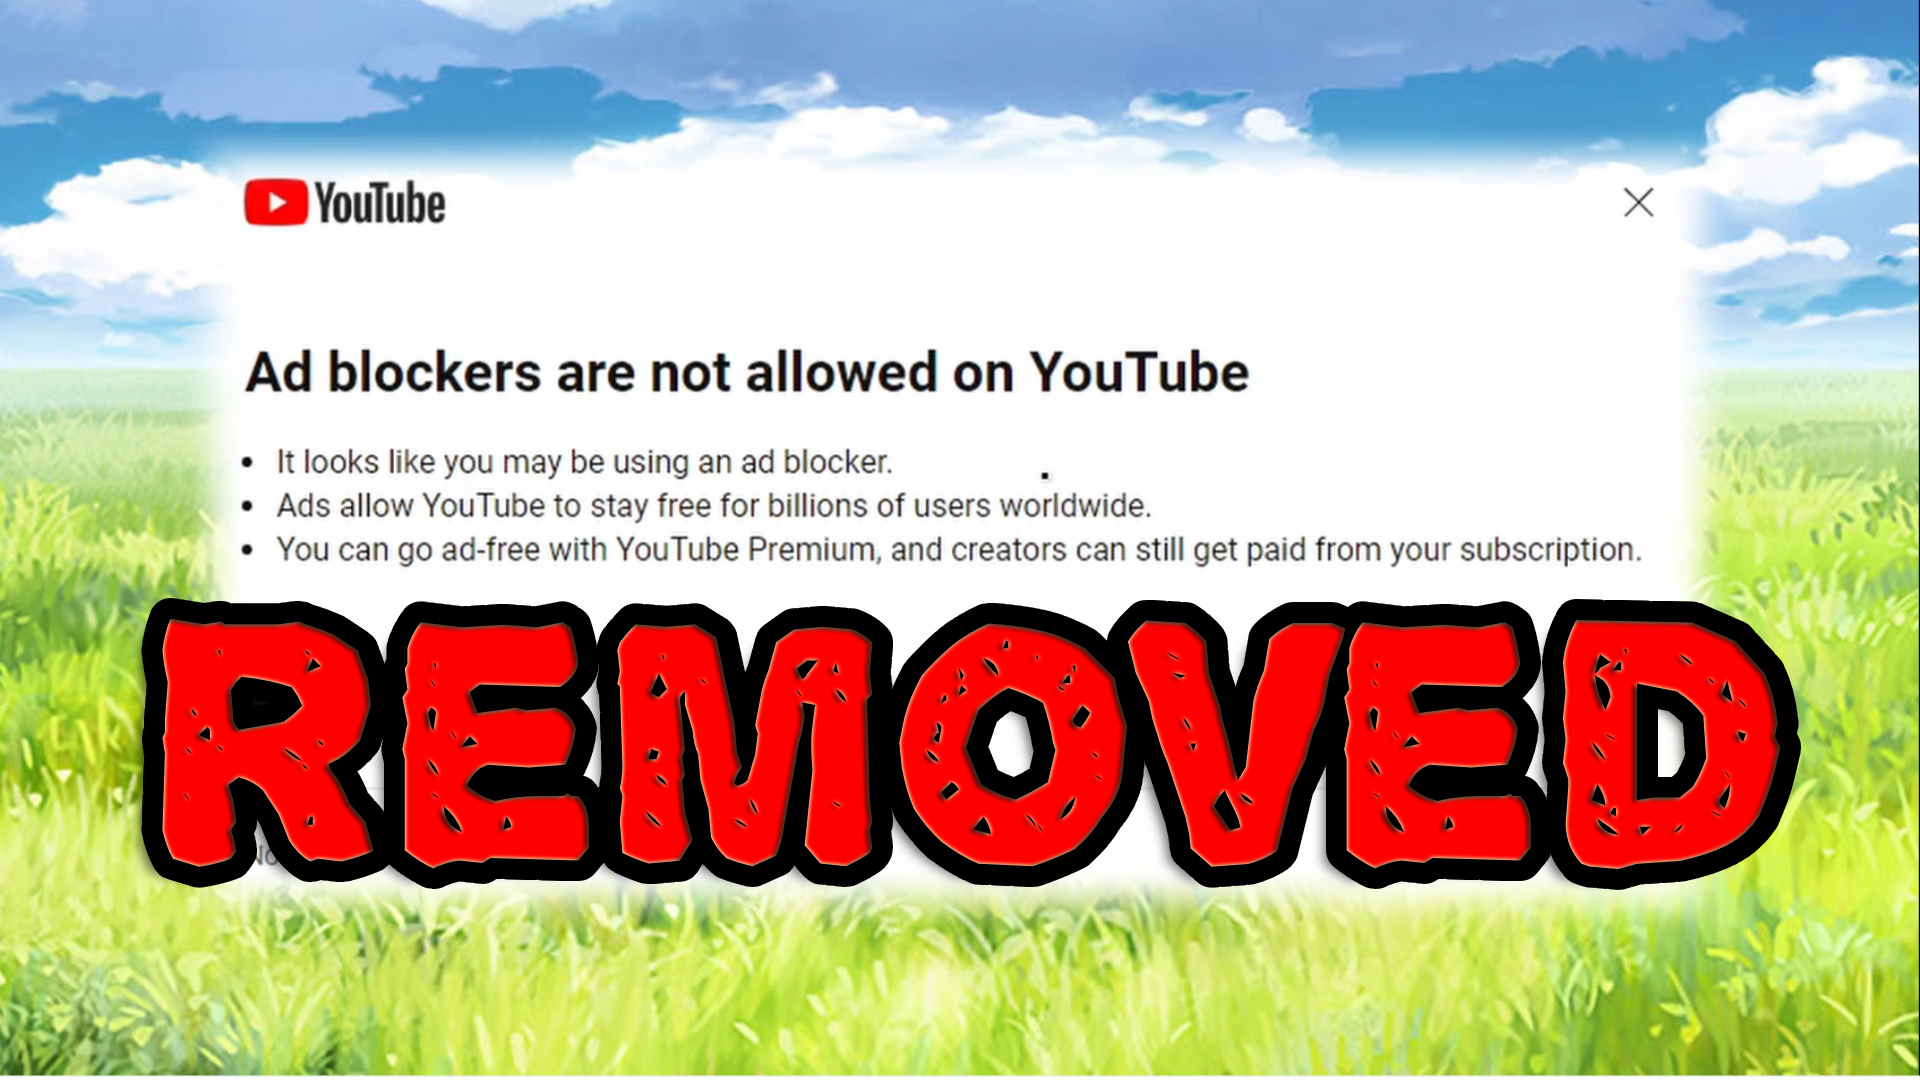 YouTube
Ad blockers are not allowed on YouTube
• It looks like you may be using an ad blocker.
• Ads allow YouTube to stay free for billions of users worldwide.
• You can go ad-free with YouTube Premium, and creators can still get paid from your subscription.
REMOVED